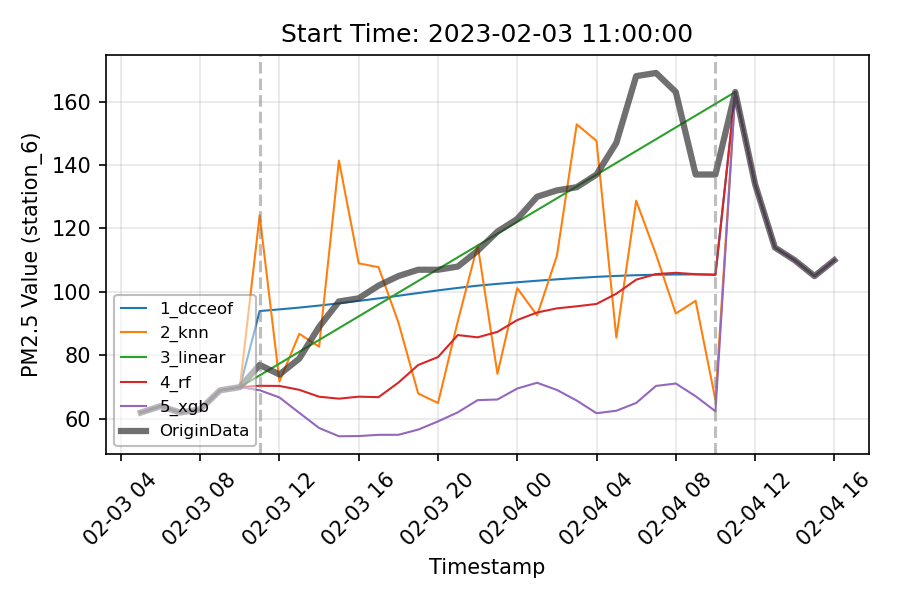 Start Time: 2023-02-03 11:00:00
PM2.5 Value (station_6)
160
140
120
100
80
60
1_dcceof
2_knn
3_linear
4_rf
5_xgb
OriginData
02-03 04
02-03 08
02-03 12
02-03 16
02-03 20
02-04 00
02-04 04
02-04 08
02-04 12
02-04 16
Timestamp